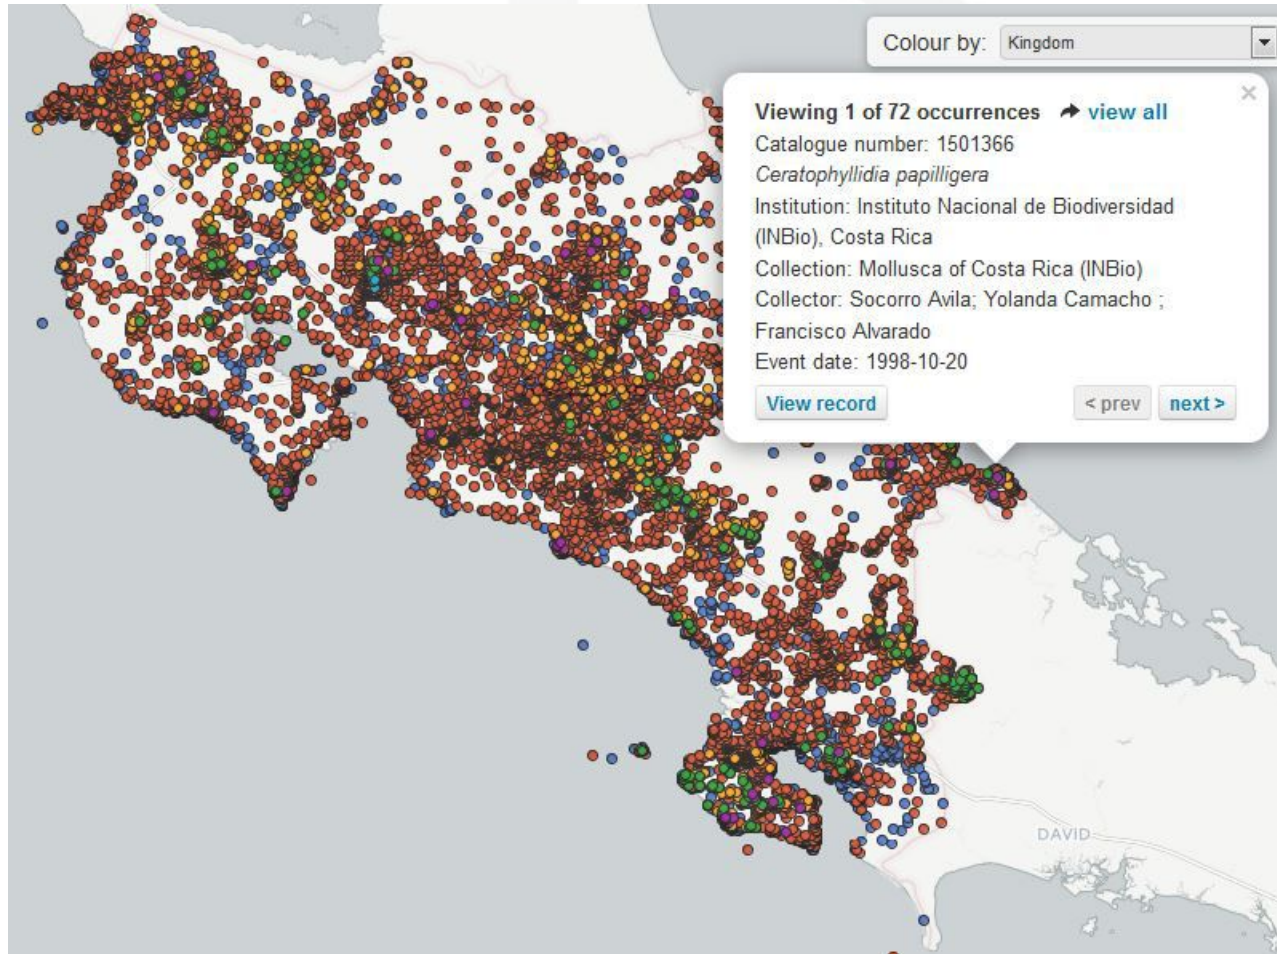 Colour by: Kingdom
×
Viewing 1 of 72 occurrences view all
Catalogue number: 1501366
Ceratophyllidia papilligera
Institution: Instituto Nacional de Biodiversidad
(INBio), Costa Rica
Collection: Mollusca of Costa Rica (INBio)
Collector: Socorro Avila; Yolanda Camacho ;
Francisco Alvarado
Event date: 1998-10-20
View record < prev next >
DAVID